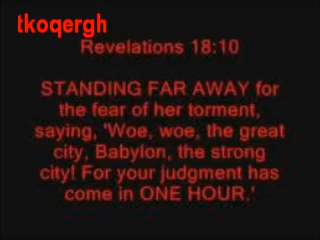 tkoqergh
Revelations 18:10
STANDING FAR AWAY for
the fear of her torment,
saying, 'Woe, woe, the great
city, Babylon, the strong
city! For your judgment has
come in ONE HOUR.'